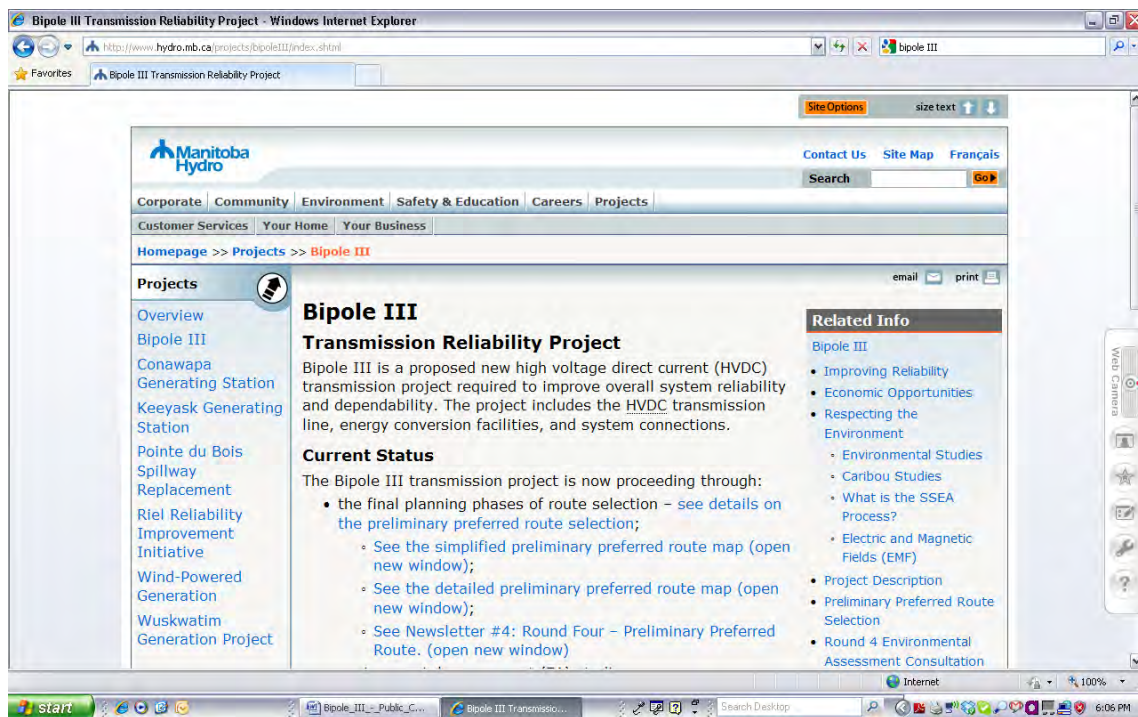 Bipole III Transmission Reliability Project - Windows Internet Explorer
http://www.hydro.mb.ca/projects/bipoleIII/index.shtml
bipole III
Favorites
Bipole III Transmission Reliability Project
Site Options
size text
Manitoba
Hydro
Contact Us Site Map Français
Search
Go
Corporate Community Environment Safety & Education Careers Projects
Customer Services Your Home Your Business
Homepage >> Projects >> Bipole III
email print
Projects
Overview
Bipole III
Conawapa
Generating Station
Keeyask Generating
Station
Pointe du Bois
Spillway
Replacement
Riel Reliability
Improvement
Initiative
Wind-Powered
Generation
Wuskwatim
Generation Project
Bipole III
Transmission Reliability Project
Bipole III is a proposed new high voltage direct current (HVDC)
transmission project required to improve overall system reliability
and dependability. The project includes the HVDC transmission
line, energy conversion facilities, and system connections.
Current Status
The Bipole III transmission project is now proceeding through:
• the final planning phases of route selection – see details on
the preliminary preferred route selection;
◦ See the simplified preliminary preferred route map (open
new window);
◦ See the detailed preliminary preferred route map (open
new window);
◦ See Newsletter #4: Round Four – Preliminary Preferred
Route. (open new window)
Related Info
Bipole III
• Improving Reliability
• Economic Opportunities
• Respecting the
Environment
◦ Environmental Studies
◦ Caribou Studies
◦ What is the SSEA
Process?
◦ Electric and Magnetic
Fields (EMF)
• Project Description
• Preliminary Preferred Route
Selection
• Round 4 Environmental
Assessment Consultation
Web Camera
Internet
100%
start
Bipole_III_-_Public_C...
Bipole III Transmissio...
Search Desktop
6:06 PM